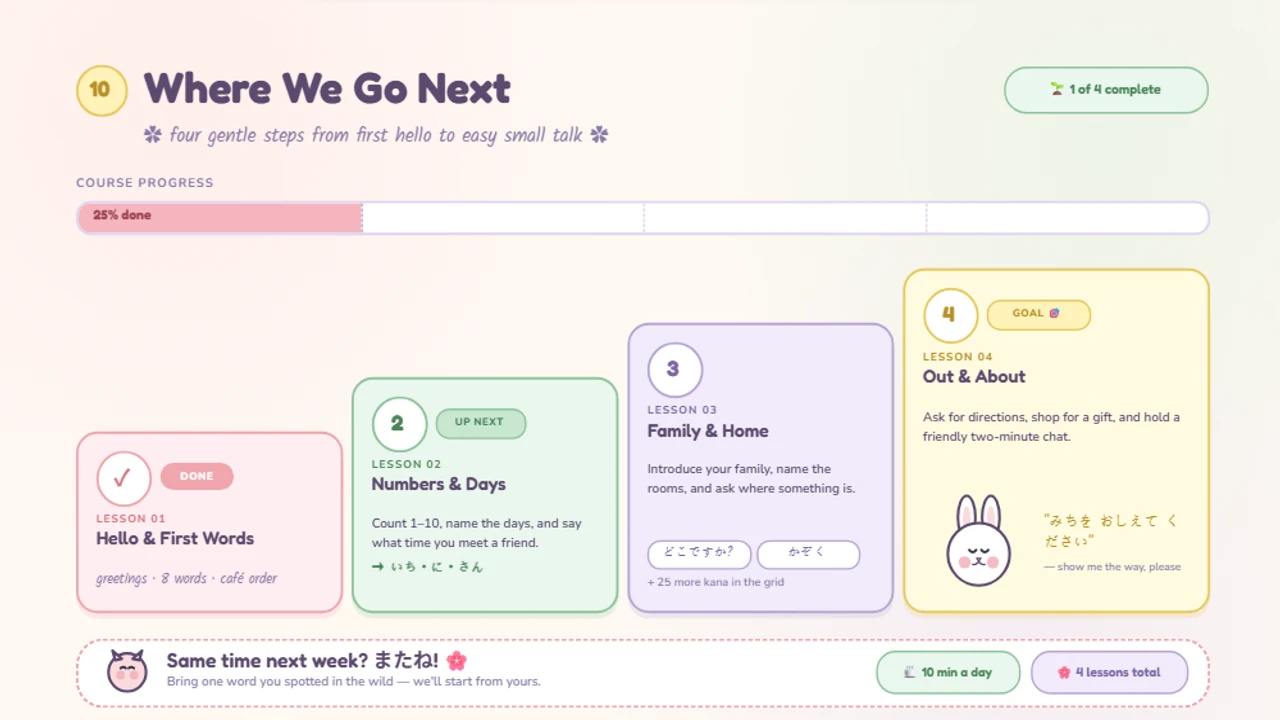 10
Where We Go Next
four gentle steps from first hello to easy small talk
1 of 4 complete
COURSE PROGRESS
25% done
✓
DONE
LESSON 01
Hello & First Words
greetings · 8 words · café order
2
UP NEXT
LESSON 02
Numbers & Days
Count 1–10, name the days, and say
what time you meet a friend.
→ いち・に・さん
3
LESSON 03
Family & Home
Introduce your family, name the
rooms, and ask where something is.
どこですか?
かぞく
+ 25 more kana in the grid
4
GOAL
LESSON 04
Out & About
Ask for directions, shop for a gift, and hold a
friendly two-minute chat.
"みちを おしえて く
ださい"
— show me the way, please
Same time next week? またね!
Bring one word you spotted in the wild — we'll start from yours.
10 min a day
4 lessons total